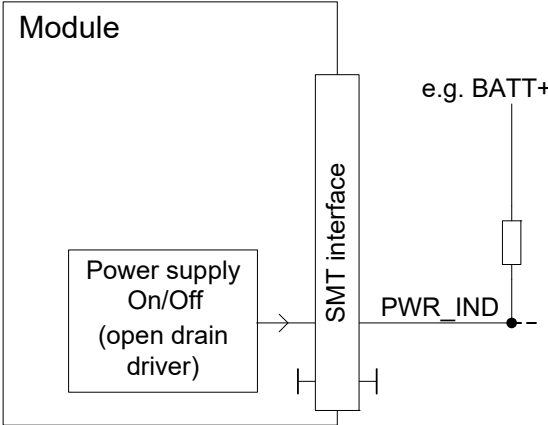 Module
e.g. BATT+
SMT interface
Power supply
On/Off
(open drain
driver)
PWR_IND